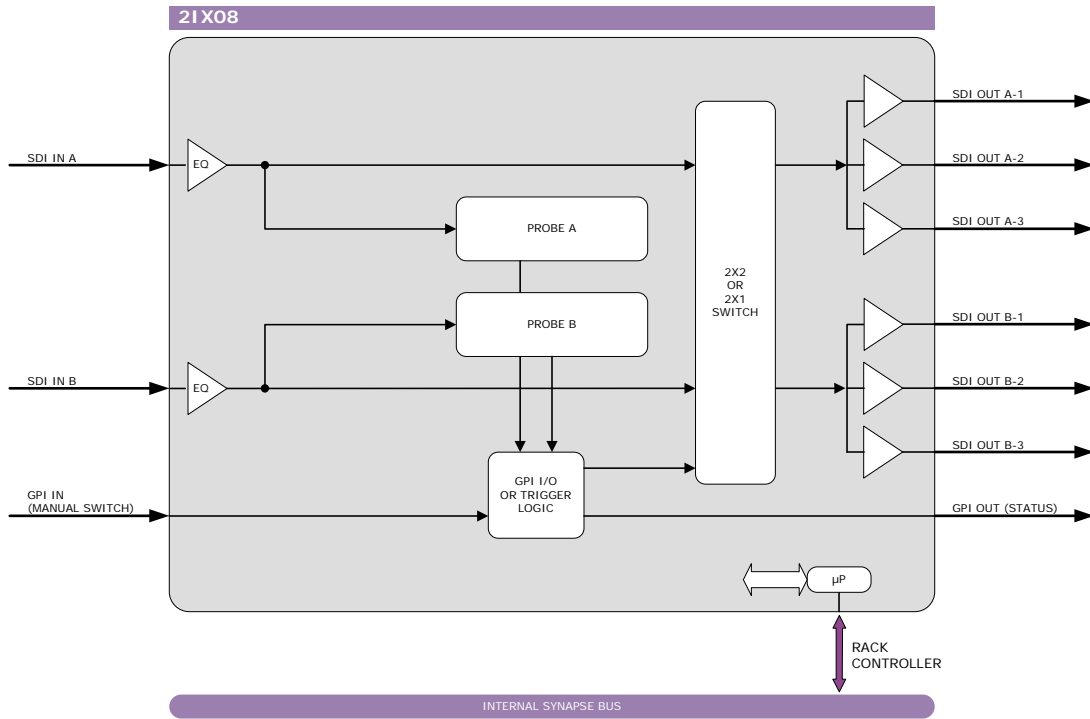 2IX08
SDI OUT A-1
SDI IN A
EQ
SDI OUT A-2
PROBE A
SDI OUT A-3
2X2
OR
2X1
SWITCH
PROBE B
SDI OUT B-1
SDI IN B
EQ
SDI OUT B-2
SDI OUT B-3
GPI IN
(MANUAL SWITCH)
GPI I/O
OR TRIGGER
LOGIC
GPI OUT (STATUS)
µP
RACK
CONTROLLER
INTERNAL SYNAPSE BUS